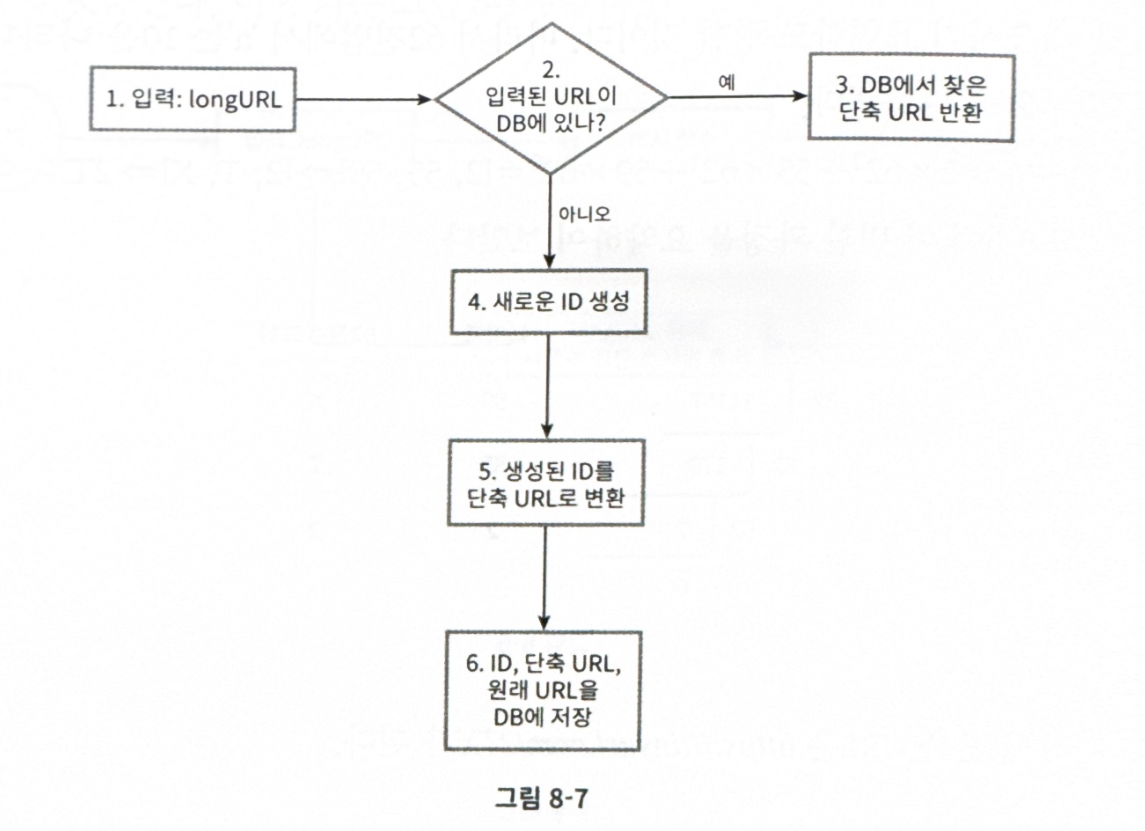 1. 입력: longURL
2.
입력된 URL이
DB에 있나?
예
3. DB에서 찾은
단축 URL 반환
아니오
4. 새로운 ID 생성
5. 생성된 ID를
단축 URL로 변환
6. ID, 단축 URL,
원래 URL을
DB에 저장
그림 8-7